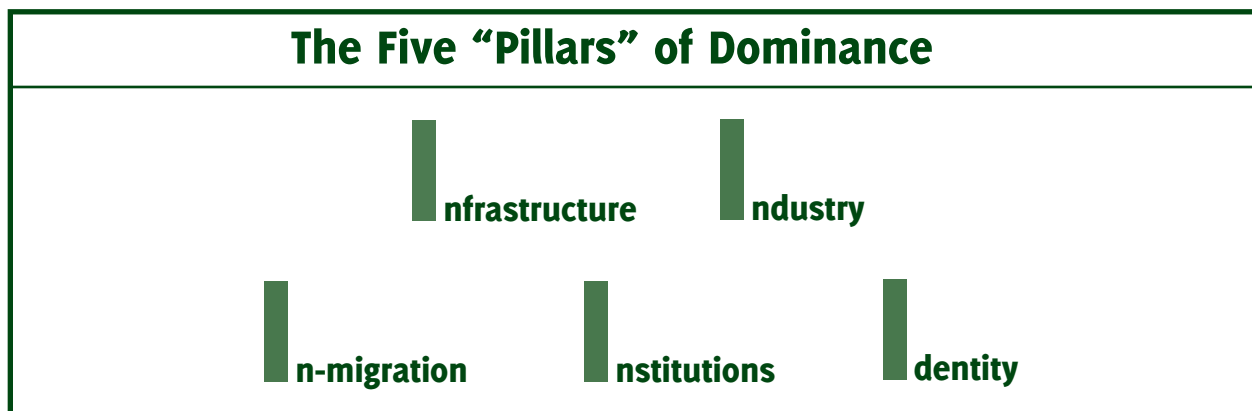 The Five “Pillars” of Dominance
Infrastructure Industry
In-migration Institutions Identity